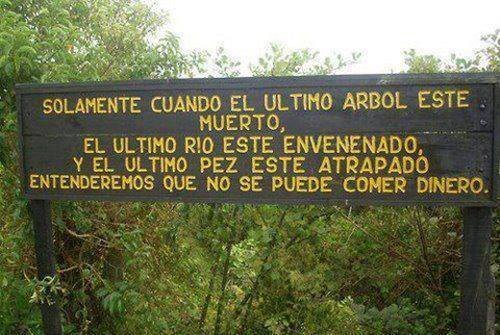 SOLAMENTE CUANDO EL ULTIMO ARBOL ESTE
MUERTO,
EL ULTIMO RIO ESTE ENVENENADO,
Y EL ULTIMO PEZ ESTE ATRAPADO
ENTENDEREMOS QUE NO SE PUEDE COMER DINERO.